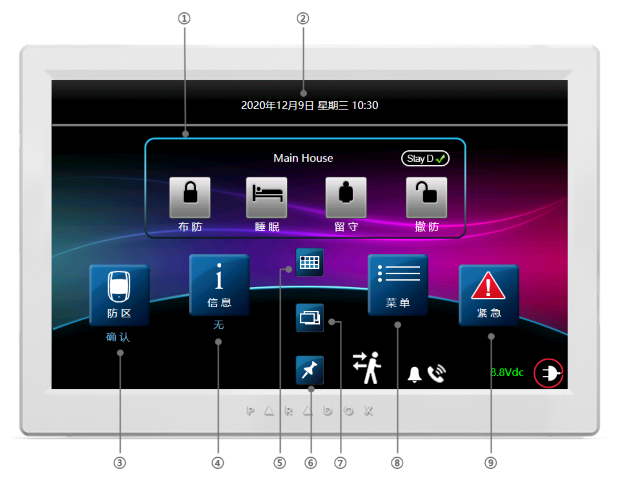 ① ②
2020年12月9日 星期三 10:30
Main House
Stay D
布防 睡眠 留守 撤防
防区 信息 菜单 紧急
确认 无
8.8Vdc
PARADOX
③ ④ ⑤ ⑥ ⑦ ⑧ ⑨